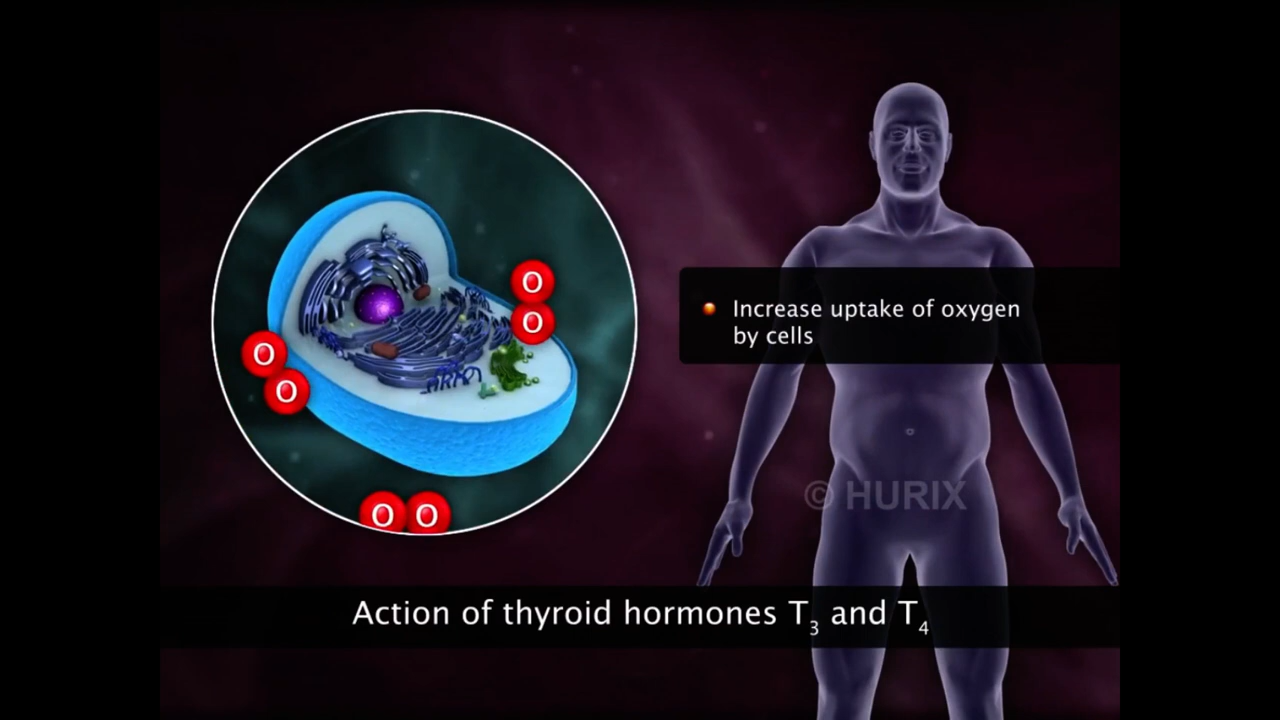 O
O
O
O
O
O
Increase uptake of oxygen
by cells
© HURIX
Action of thyroid hormones T₃ and T₄